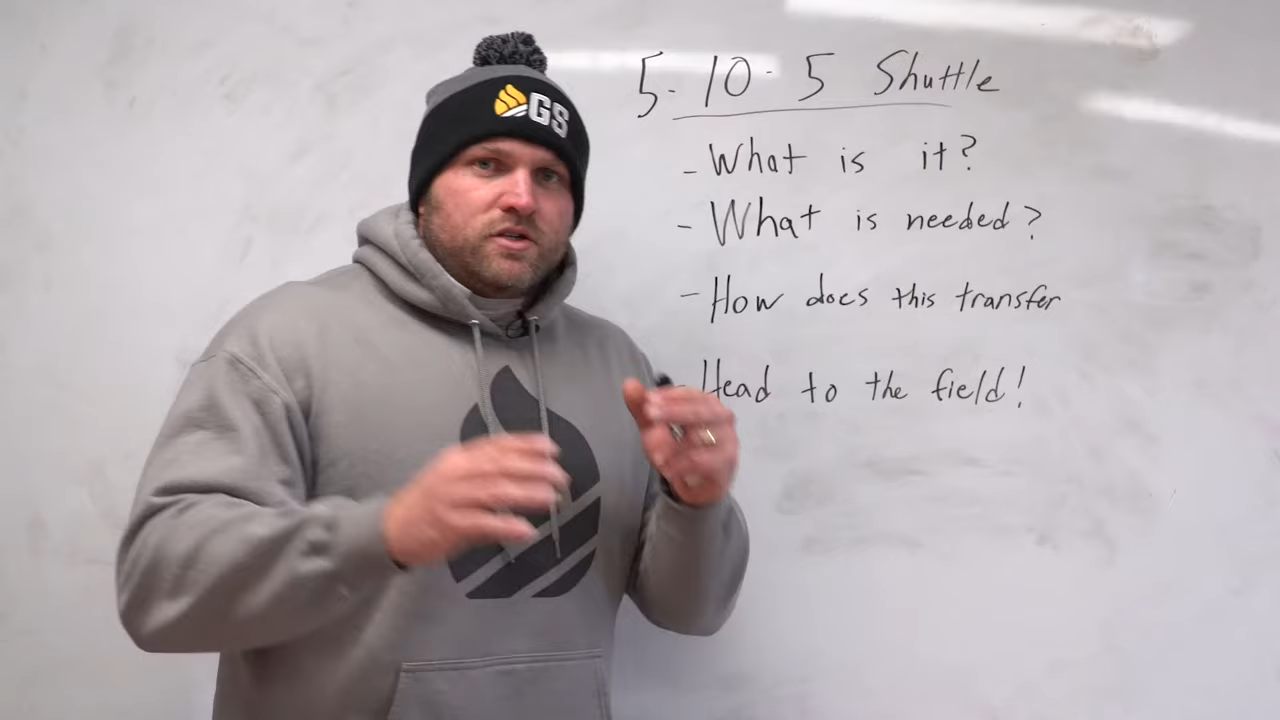 GS
5-10-5 Shuttle
- What is it?
- What is needed?
- How does this transfer
- Head to the field!